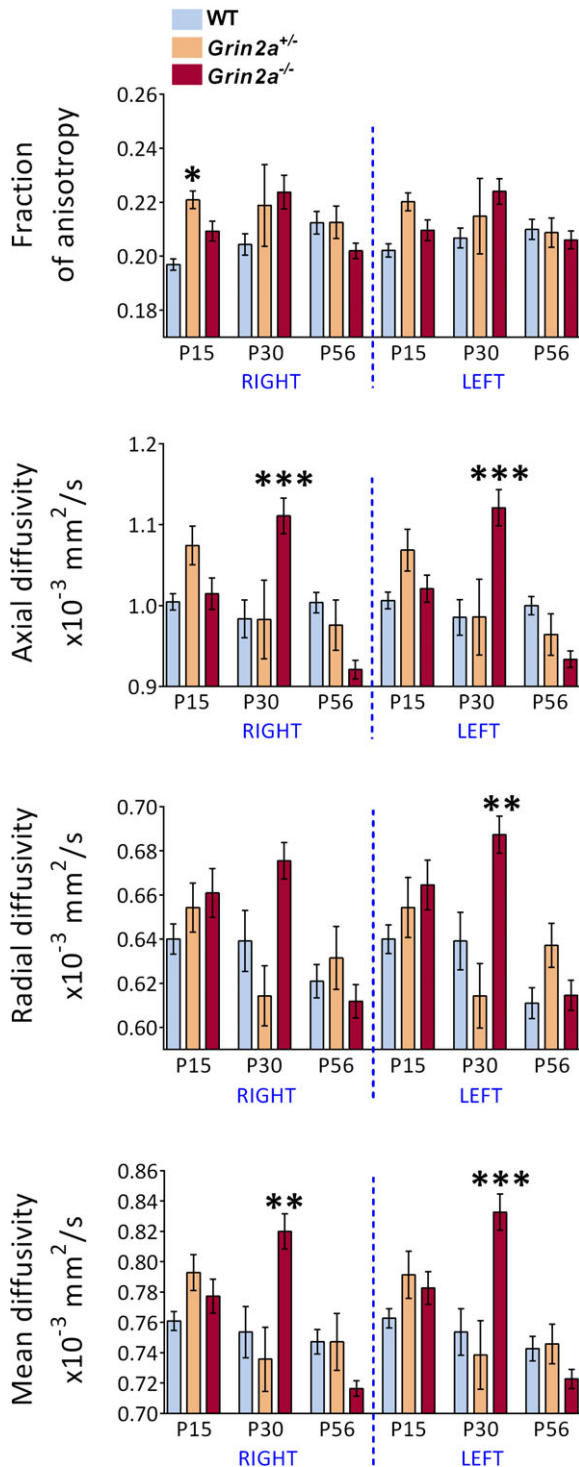 WT
Grin2a+/-
Grin2a-/-
Fraction
of anisotropy
0.26
0.24
0.22
0.20
0.18
*
P15 P30 P56 P15 P30 P56
RIGHT LEFT
Axial diffusivity
x10-3 mm2/s
1.2
1.1
1.0
0.9
*** ***
P15 P30 P56 P15 P30 P56
RIGHT LEFT
Radial diffusivity
x10-3 mm2/s
0.70
0.68
0.66
0.64
0.62
0.60
**
P15 P30 P56 P15 P30 P56
RIGHT LEFT
Mean diffusivity
x10-3 mm2/s
0.86
0.84
0.82
0.80
0.78
0.76
0.74
0.72
0.70
** ***
P15 P30 P56 P15 P30 P56
RIGHT LEFT